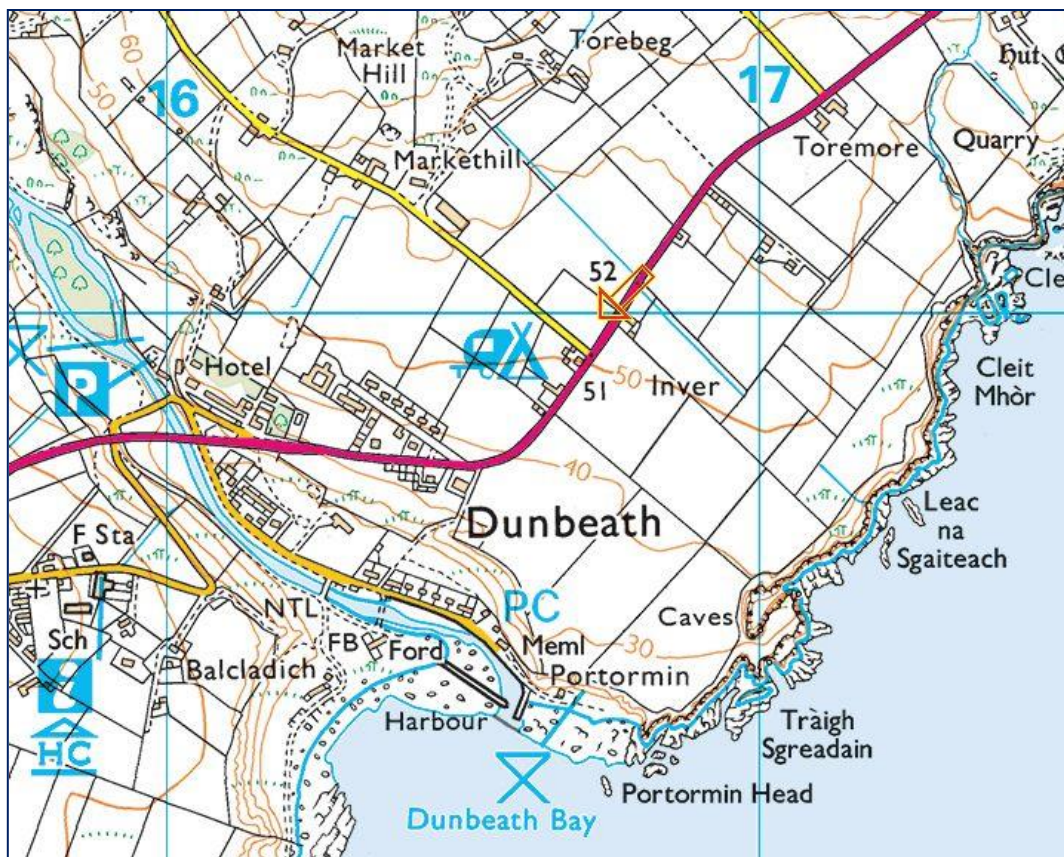 60
50
16
Market
Hill
Torebeg
17
Hut
Quarry
Markethill
Toremore
Cle
52
P
Hotel
50
Inver
51
Cleit
Mhòr
40
Dunbeath
Leac
na
Sgaiteach
F Sta
Caves
NTL
PC
30
Sch
FB
Ford
Meml
Balcladich
Portormin
Harbour
Tràigh
Sgreadain
HC
Portormin Head
Dunbeath Bay